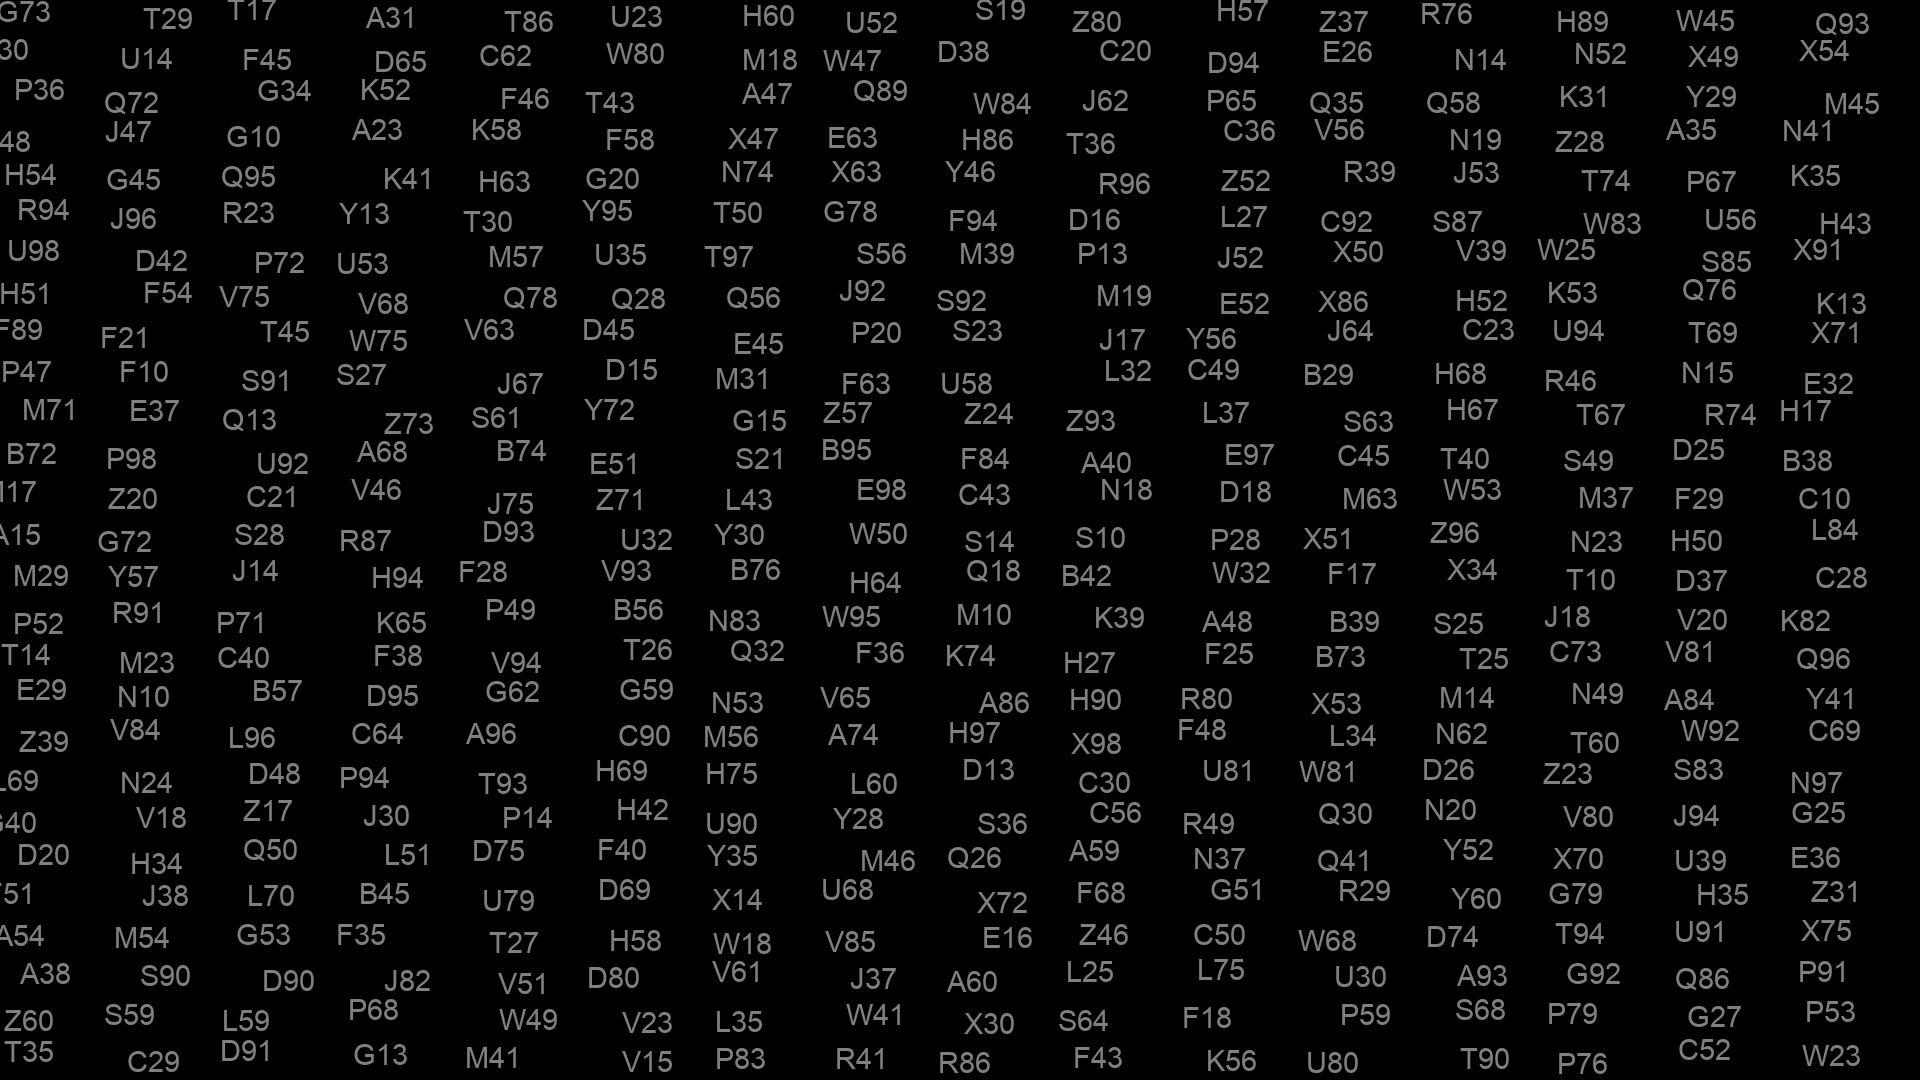 G73 T29 T17 A31 T86 U23 H60 U52 S19 Z80 H57 Z37 R76 H89 W45 Q93
30 U14 F45 D65 C62 W80 M18 W47 D38 C20 D94 E26 N14 N52 X49 X54
P36 Q72 G34 K52 F46 T43 A47 Q89 W84 J62 P65 Q35 Q58 K31 Y29 M45
48 J47 G10 A23 K58 F58 X47 E63 H86 T36 C36 V56 N19 Z28 A35 N41
H54 G45 Q95 K41 H63 G20 N74 X63 Y46 R96 Z52 R39 J53 T74 P67 K35
R94 J96 R23 Y13 T30 Y95 T50 G78 F94 D16 L27 C92 S87 W83 U56 H43
U98 D42 P72 U53 M57 U35 T97 S56 M39 P13 J52 X50 V39 W25 S85 X91
H51 F54 V75 V68 Q78 Q28 Q56 J92 S92 M19 E52 X86 H52 K53 Q76 K13
F89 F21 T45 W75 V63 D45 E45 P20 S23 J17 Y56 J64 C23 U94 T69 X71
P47 F10 S91 S27 J67 D15 M31 F63 U58 L32 C49 B29 H68 R46 N15 E32
M71 E37 Q13 Z73 S61 Y72 G15 Z57 Z24 Z93 L37 S63 H67 T67 R74 H17
B72 P98 U92 A68 B74 E51 S21 B95 F84 A40 E97 C45 T40 S49 D25 B38
17 Z20 C21 V46 J75 Z71 L43 E98 C43 N18 D18 M63 W53 M37 F29 C10
A15 G72 S28 R87 D93 U32 Y30 W50 S14 S10 P28 X51 Z96 N23 H50 L84
M29 Y57 J14 H94 F28 V93 B76 H64 Q18 B42 W32 F17 X34 T10 D37 C28
P52 R91 P71 K65 P49 B56 N83 W95 M10 K39 A48 B39 S25 J18 V20 K82
T14 M23 C40 F38 V94 T26 Q32 F36 K74 H27 F25 B73 T25 C73 V81 Q96
E29 N10 B57 D95 G62 G59 N53 V65 A86 H90 R80 X53 M14 N49 A84 Y41
Z39 V84 L96 C64 A96 C90 M56 A74 H97 X98 F48 L34 N62 T60 W92 C69
L69 N24 D48 P94 T93 H69 H75 L60 D13 C30 U81 W81 D26 Z23 S83 N97
G40 V18 Z17 J30 P14 H42 U90 Y28 S36 C56 R49 Q30 N20 V80 J94 G25
D20 H34 Q50 L51 D75 F40 Y35 M46 Q26 A59 N37 Q41 Y52 X70 U39 E36
51 J38 L70 B45 U79 D69 X14 U68 X72 F68 G51 R29 Y60 G79 H35 Z31
A54 M54 G53 F35 T27 H58 W18 V85 E16 Z46 C50 W68 D74 T94 U91 X75
A38 S90 D90 J82 V51 D80 V61 J37 A60 L25 L75 U30 A93 G92 Q86 P91
Z60 S59 L59 P68 W49 V23 L35 W41 X30 S64 F18 P59 S68 P79 G27 P53
T35 C29 D91 G13 M41 V15 P83 R41 R86 F43 K56 U80 T90 P76 C52 W23